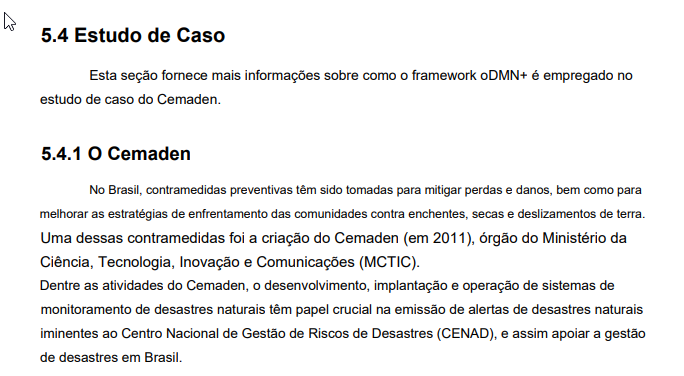 5.4 Estudo de Caso
Esta seção fornece mais informações sobre como o framework oDMN+ é empregado no
estudo de caso do Cemaden.
5.4.1 O Cemaden
No Brasil, contramedidas preventivas têm sido tomadas para mitigar perdas e danos, bem como para
melhorar as estratégias de enfrentamento das comunidades contra enchentes, secas e deslizamentos de terra.
Uma dessas contramedidas foi a criação do Cemaden (em 2011), órgão do Ministério da
Ciência, Tecnologia, Inovação e Comunicações (MCTIC).
Dentre as atividades do Cemaden, o desenvolvimento, implantação e operação de sistemas de
monitoramento de desastres naturais têm papel crucial na emissão de alertas de desastres naturais
iminentes ao Centro Nacional de Gestão de Riscos de Desastres (CENAD), e assim apoiar a gestão
de desastres em Brasil.